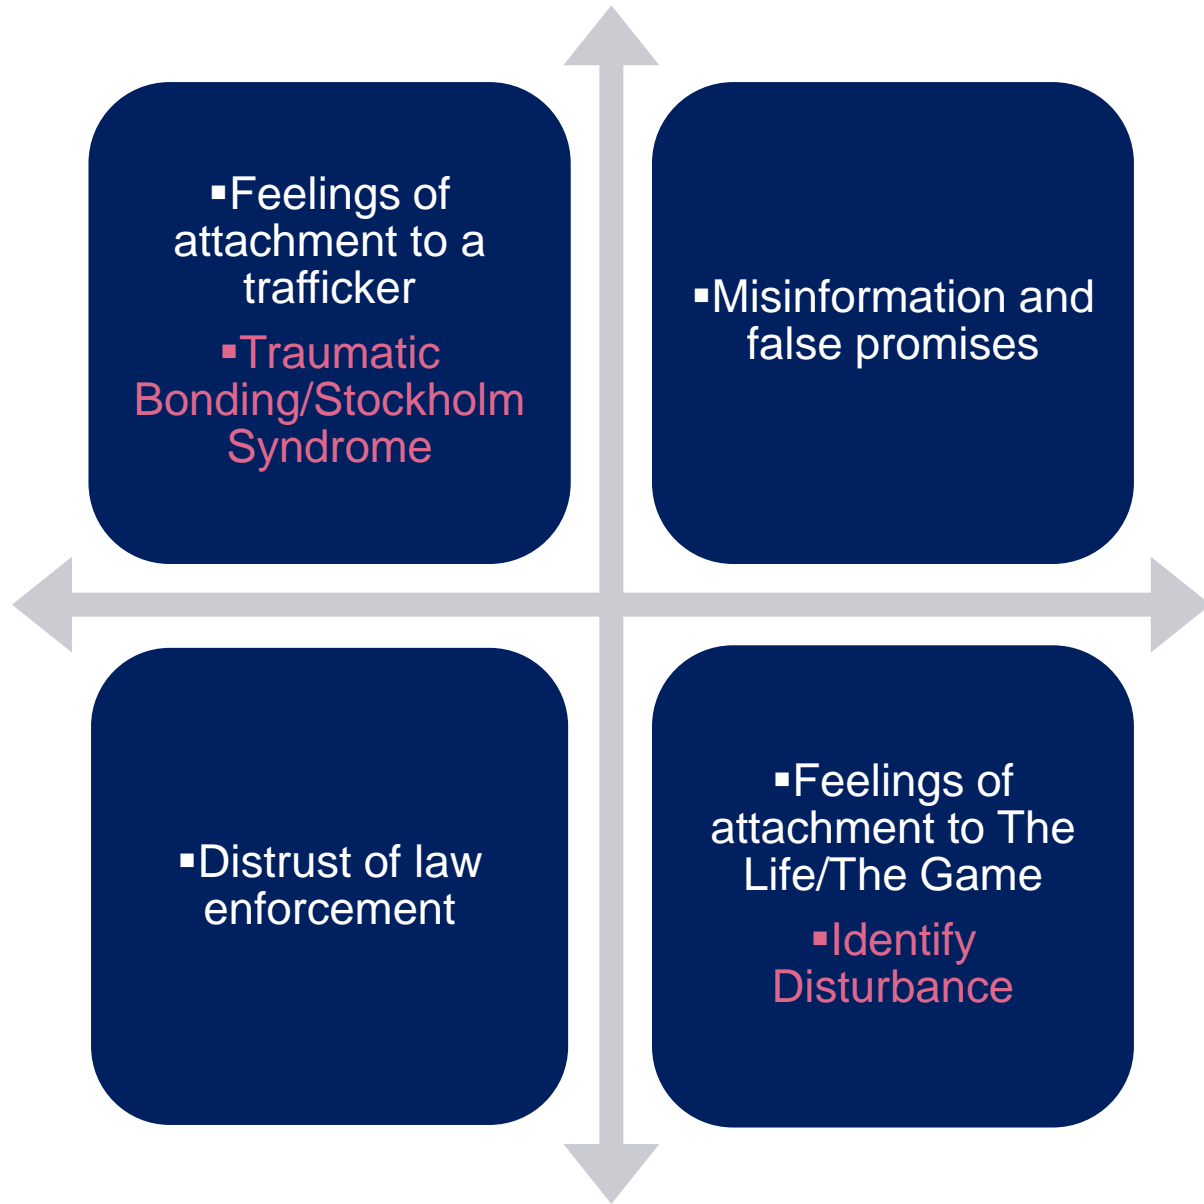 ▪Feelings of
attachment to a
trafficker
▪Traumatic
Bonding/Stockholm
Syndrome
▪Misinformation and
false promises
▪Distrust of law
enforcement
▪Feelings of
attachment to The
Life/The Game
▪Identify
Disturbance